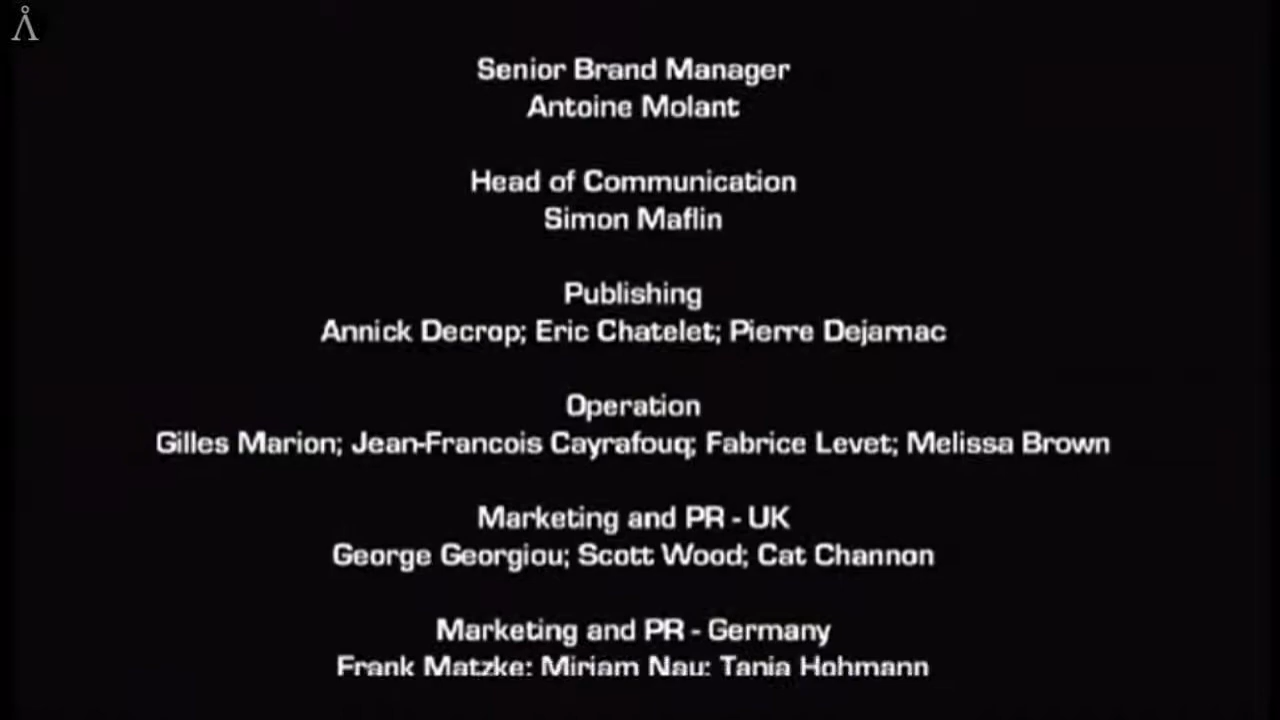 Å
Senior Brand Manager
Antoine Molant
Head of Communication
Simon Maflin
Publishing
Annick Decrop; Eric Chatelet; Pierre Dejarnac
Operation
Gilles Marion; Jean-Francois Cayrafouq; Fabrice Levet; Melissa Brown
Marketing and PR - UK
George Georgiou; Scott Wood; Cat Channon
Marketing and PR - Germany
Frank Matzke; Miriam Nau; Tania Hohmann